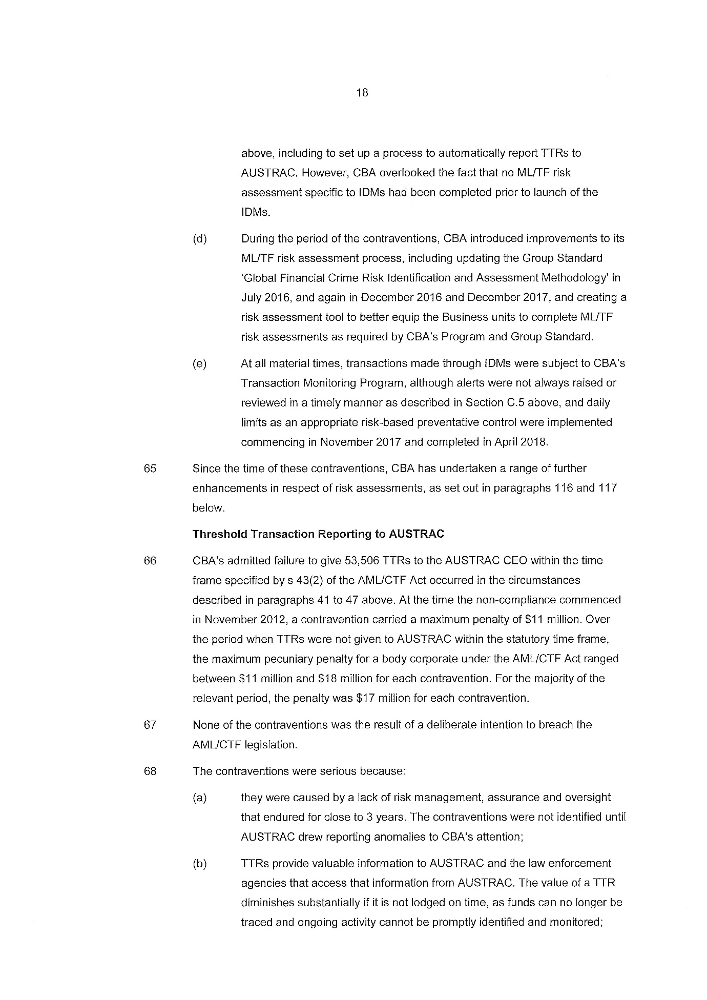 18
above, including to set up a process to automatically report TTRs to
AUSTRAC. However, CBA overlooked the fact that no ML/TF risk
assessment specific to IDMs had been completed prior to launch of the
IDMs.
(d) During the period of the contraventions, CBA introduced improvements to its
ML/TF risk assessment process, including updating the Group Standard
‘Global Financial Crime Risk Identification and Assessment Methodology’ in
July 2016, and again in December 2016 and December 2017, and creating a
risk assessment tool to better equip the Business units to complete ML/TF
risk assessments as required by CBA’s Program and Group Standard.
(e) At all material times, transactions made through IDMs were subject to CBA’s
Transaction Monitoring Program, although alerts were not always raised or
reviewed in a timely manner as described in Section C.5 above, and daily
limits as an appropriate risk-based preventative control were implemented
commencing in November 2017 and completed in April 2018.
65 Since the time of these contraventions, CBA has undertaken a range of further
enhancements in respect of risk assessments, as set out in paragraphs 116 and 117
below.
Threshold Transaction Reporting to AUSTRAC
66 CBA’s admitted failure to give 53,506 TTRs to the AUSTRAC CEO within the time
frame specified by s 43(2) of the AML/CTF Act occurred in the circumstances
described in paragraphs 41 to 47 above. At the time the non-compliance commenced
in November 2012, a contravention carried a maximum penalty of $11 million. Over
the period when TTRs were not given to AUSTRAC within the statutory time frame,
the maximum pecuniary penalty for a body corporate under the AML/CTF Act ranged
between $11 million and $18 million for each contravention. For the majority of the
relevant period, the penalty was $17 million for each contravention.
67 None of the contraventions was the result of a deliberate intention to breach the
AML/CTF legislation.
68 The contraventions were serious because:
(a) they were caused by a lack of risk management, assurance and oversight
that endured for close to 3 years. The contraventions were not identified until
AUSTRAC drew reporting anomalies to CBA’s attention;
(b) TTRs provide valuable information to AUSTRAC and the law enforcement
agencies that access that information from AUSTRAC. The value of a TTR
diminishes substantially if it is not lodged on time, as funds can no longer be
traced and ongoing activity cannot be promptly identified and monitored;